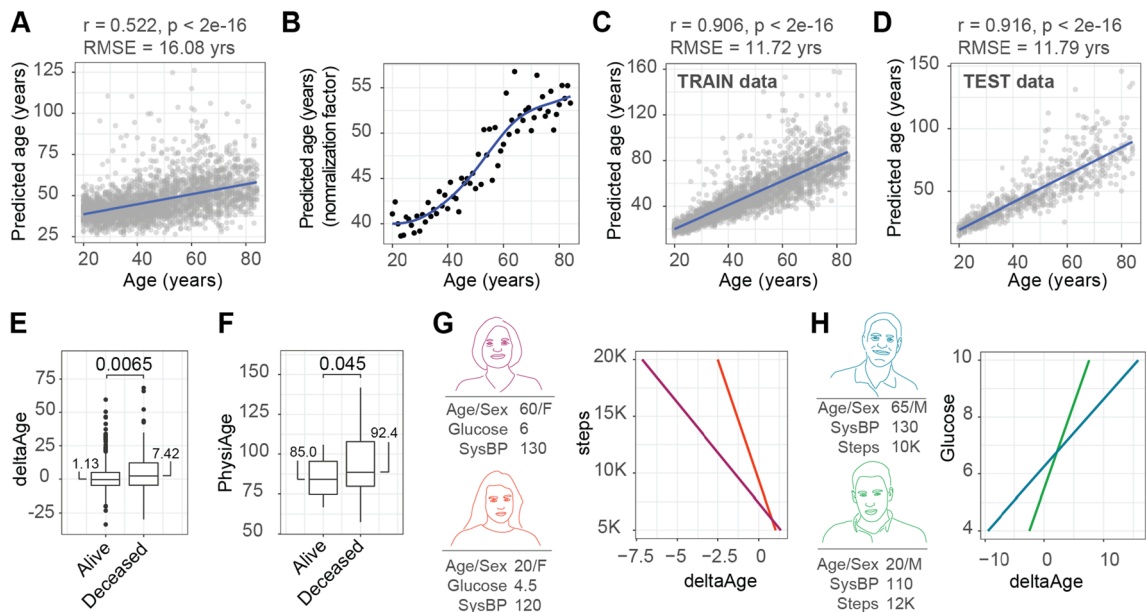 A
r = 0.522, p < 2e-16
RMSE = 16.08 yrs
Predicted age (years)
125
100
75
50
25
20 40 60 80
Age (years)
B
Predicted age (years)
(nomralization factor)
55
50
45
40
20 40 60 80
Age (years)
C
r = 0.906, p < 2e-16
RMSE = 11.72 yrs
TRAIN data
Predicted age (years)
160
120
80
40
20 40 60 80
Age (years)
D
r = 0.916, p < 2e-16
RMSE = 11.79 yrs
TEST data
Predicted age (years)
150
100
50
20 40 60 80
Age (years)
E
0.0065
deltaAge
75
50
25
0
-25
1.13
7.42
Alive
Deceased
F
0.045
PhysiAge
150
125
100
75
50
85.0
92.4
Alive
Deceased
G
Age/Sex 60/F
Glucose 6
SysBP 130
Age/Sex 20/F
Glucose 4.5
SysBP 120
steps
20K
15K
10K
5K
−7.5 −5 −2.5 0
deltaAge
H
Age/Sex 65/M
SysBP 130
Steps 10K
Age/Sex 20/M
SysBP 110
Steps 12K
Glucose
10
8
6
4
−10 0 10
deltaAge